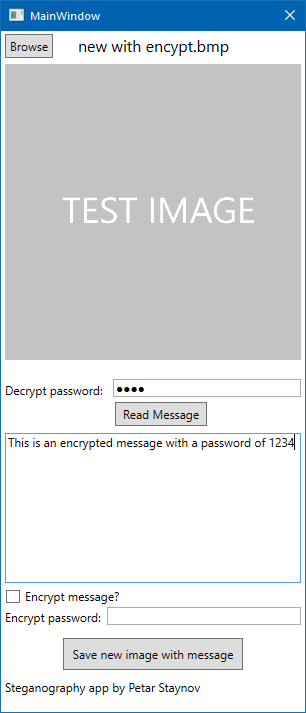 MainWindow
Browse new with encypt.bmp
TEST IMAGE
Decrypt password: ●●●●
Read Message
This is an encrypted message with a password of 1234
Encrypt message?
Encrypt password:
Save new image with message
Steganography app by Petar Staynov